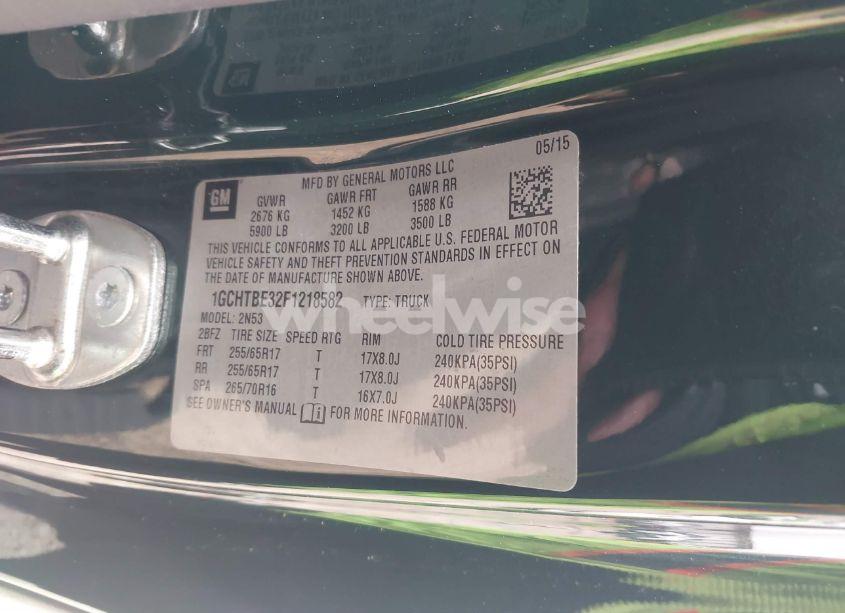 05/15
MFD BY GENERAL MOTORS LLC
GM
GVWR GAWR FRT GAWR RR
2676 KG 1452 KG 1588 KG
5900 LB 3200 LB 3500 LB
THIS VEHICLE CONFORMS TO ALL APPLICABLE U.S. FEDERAL MOTOR
VEHICLE SAFETY AND THEFT PREVENTION STANDARDS IN EFFECT ON
THE DATE OF MANUFACTURE SHOWN ABOVE.
1GCHTBE32F1218582 TYPE: TRUCK
wheelwise
MODEL: 2N53
2BFZ TIRE SIZE SPEED RTG RIM COLD TIRE PRESSURE
FRT 255/65R17 T 17X8.0J 240KPA(35PSI)
RR 255/65R17 T 17X8.0J 240KPA(35PSI)
SPA 265/70R16 T 16X7.0J 240KPA(35PSI)
SEE OWNER'S MANUAL FOR MORE INFORMATION.